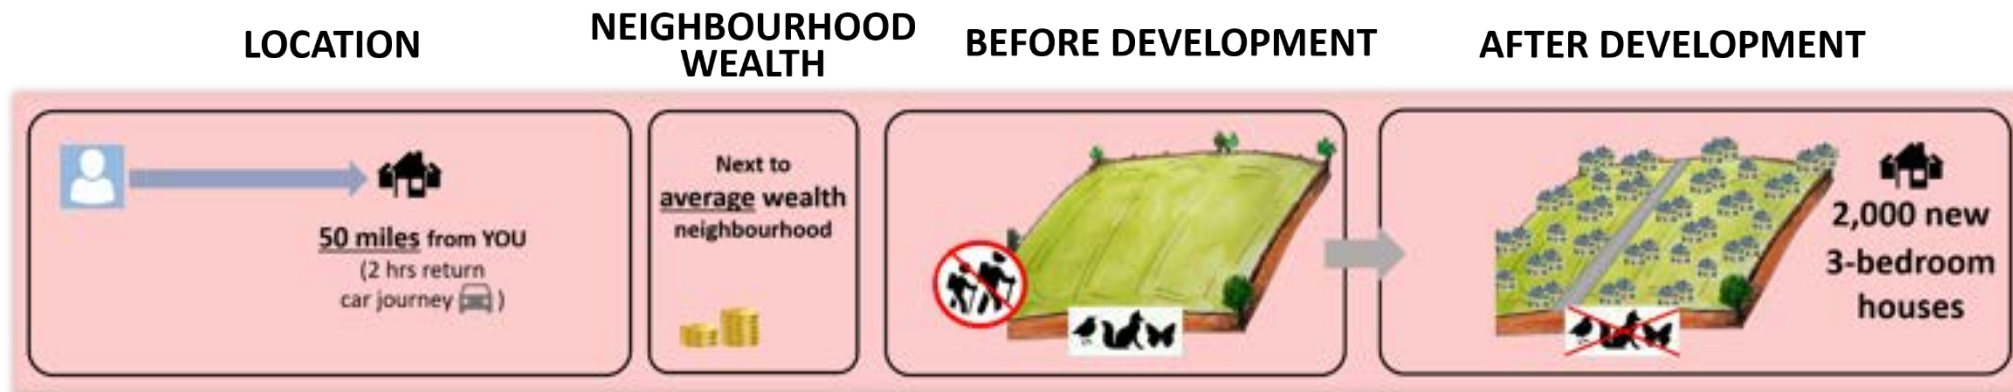 LOCATION
NEIGHBOURHOOD
WEALTH
BEFORE DEVELOPMENT
AFTER DEVELOPMENT
50 miles from YOU
(2 hrs return
car journey )
Next to
average wealth
neighbourhood
2,000 new
3-bedroom
houses